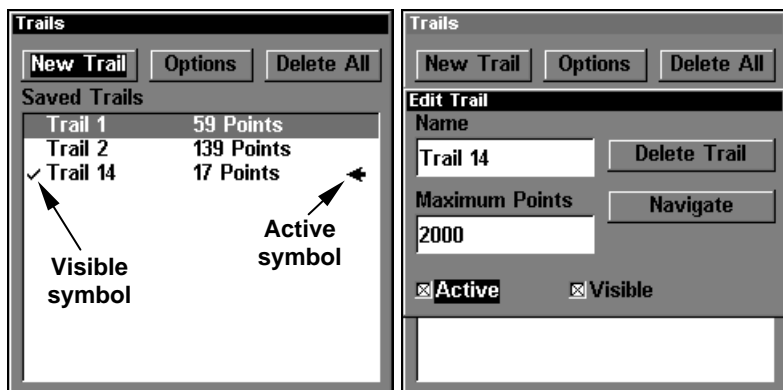 Trails
New Trail Options Delete All
Saved Trails
Trail 1 59 Points
Trail 2 139 Points
Trail 14 17 Points
Visible
symbol
Active
symbol
Trails
New Trail Options Delete All
Edit Trail
Name
Trail 14 Delete Trail
Maximum Points Navigate
2000
Active Visible